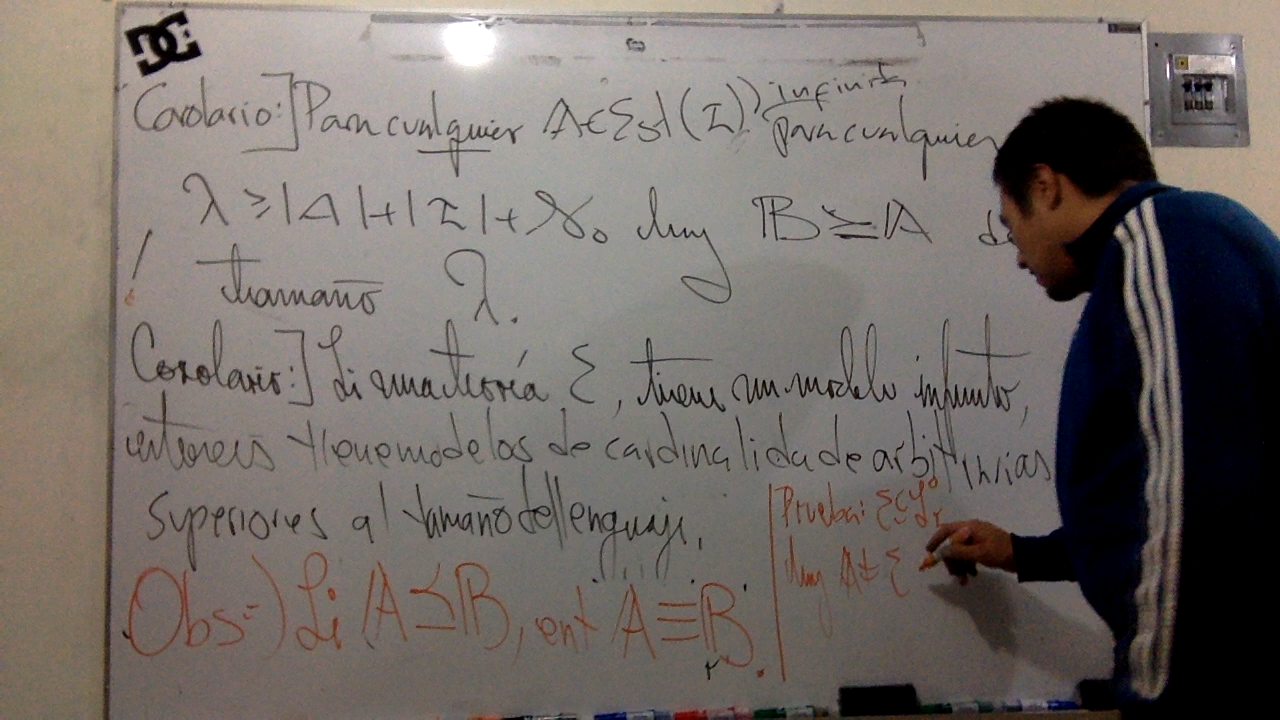 DC
Corolario:] Para cualquier A∈Est(Σ) infinita, para cualquier
λ ≥ |A|+|Σ|+ℵ₀ hay 𝔹 ≽ 𝔸 de
tamaño λ.
Corolario:] Si una teoría Σ, tiene un modelo infinito,
entonces tiene modelos de cardinalidad arbitrarias
superiores al tamaño del lenguaje.
Obs:) Si 𝔸 ≼ 𝔹, ent 𝔸 ≡ 𝔹.
Prueba: Σ ⊆
hay 𝔸 ⊨ Σ